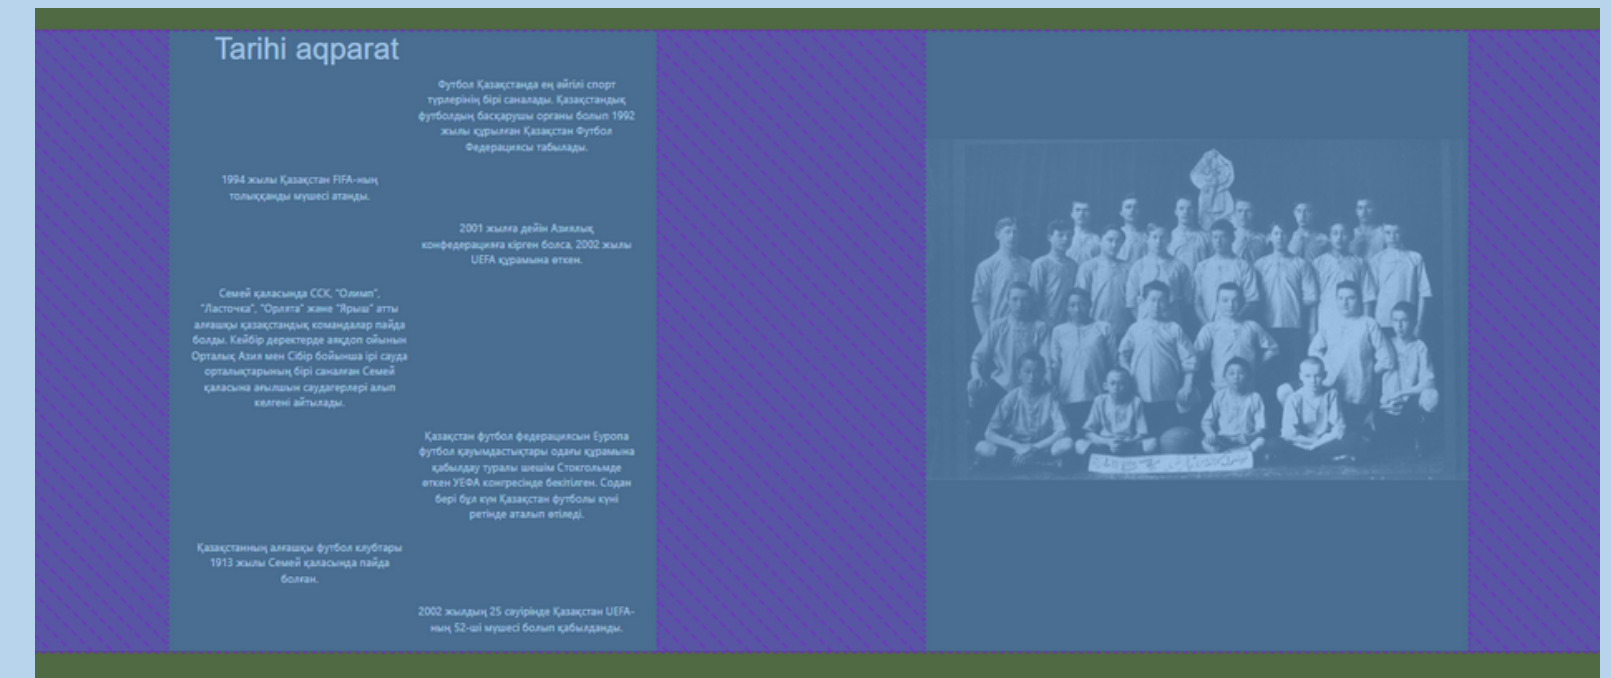 Tarihi aqparat
Футбол Қазақстанда ең әйгілі спорт
түрлерінің бірі саналады. Қазақстандық
футболдың басқарушы органы болып 1992
жылы құрылған Қазақстан Футбол
Федерациясы табылады.
1994 жылы Қазақстан FIFA-ның
толыққанды мүшесі атанды.
2001 жылға дейін Азиялық
конфедерацияға кірген болса, 2002 жылы
UEFA құрамына өткен.
Семей қаласында ССК, "Олимп",
"Ласточка", "Орлята" және "Ярыш" атты
алғашқы қазақстандық командалар пайда
болды. Кейбір деректерде аяқдоп ойынын
Орталық Азия мен Сібір бойынша ірі сауда
орталықтарының бірі саналған Семей
қаласына ағылшын саудагерлері алып
келгені айтылады.
Қазақстан футбол федерациясын Еуропа
футбол қауымдастықтары одағы құрамына
қабылдау туралы шешім Стокгольмде
өткен УЕФА конгресінде бекітілген. Содан
бері бұл күн Қазақстан футболы күні
ретінде аталып өтіледі.
Қазақстанның алғашқы футбол клубтары
1913 жылы Семей қаласында пайда
болған.
2002 жылдың 25 сәуірінде Қазақстан UEFA-
ның 52-ші мүшесі болып қабылданды.